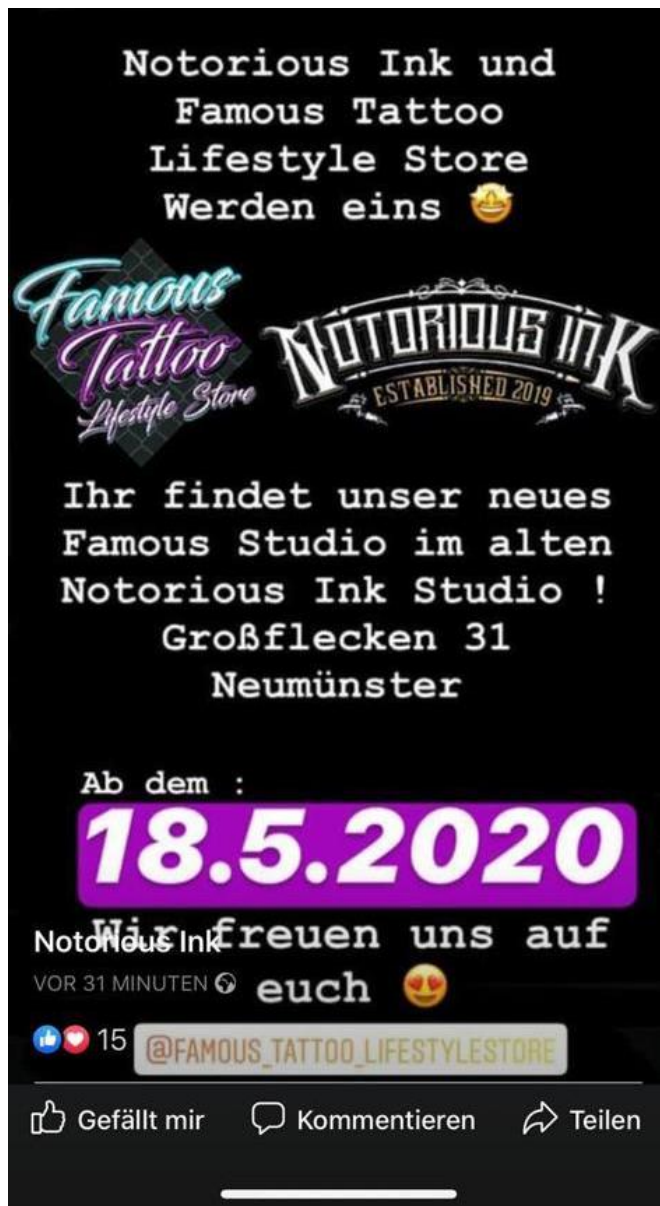 Notorious Ink und
Famous Tattoo
Lifestyle Store
Werden eins 🤩
Famous
Tattoo
Lifestyle Store
NOTORIOUS INK
ESTABLISHED 2019
Ihr findet unser neues
Famous Studio im alten
Notorious Ink Studio !
Großflecken 31
Neumünster
Ab dem :
18.5.2020
Wir freuen uns auf
euch 😍
Notorious Ink
VOR 31 MINUTEN
15
@FAMOUS_TATTOO_LIFESTYLESTORE
Gefällt mir Kommentieren Teilen